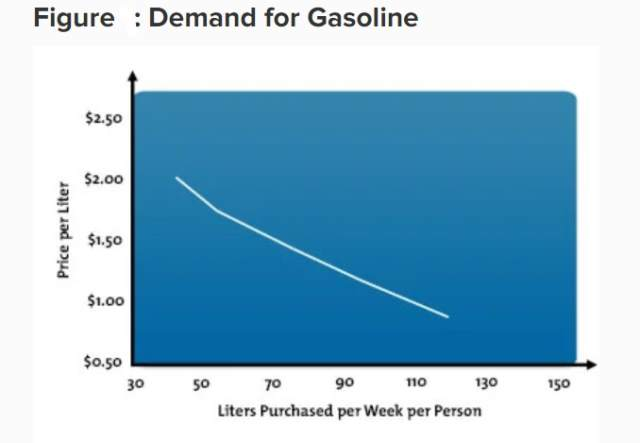 Figure : Demand for Gasoline
$2.50
$2.00
$1.50
$1.00
$0.50
Price per Liter
30 50 70 90 110 130 150
Liters Purchased per Week per Person